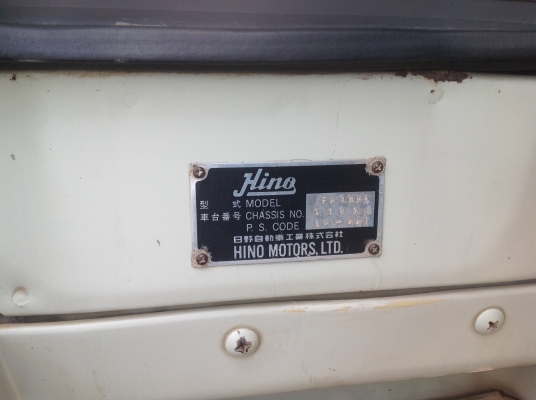 Hino
型式 MODEL
車台番号 CHASSIS NO.
P. S. CODE
日野自動車工業株式会社
HINO MOTORS, LTD.